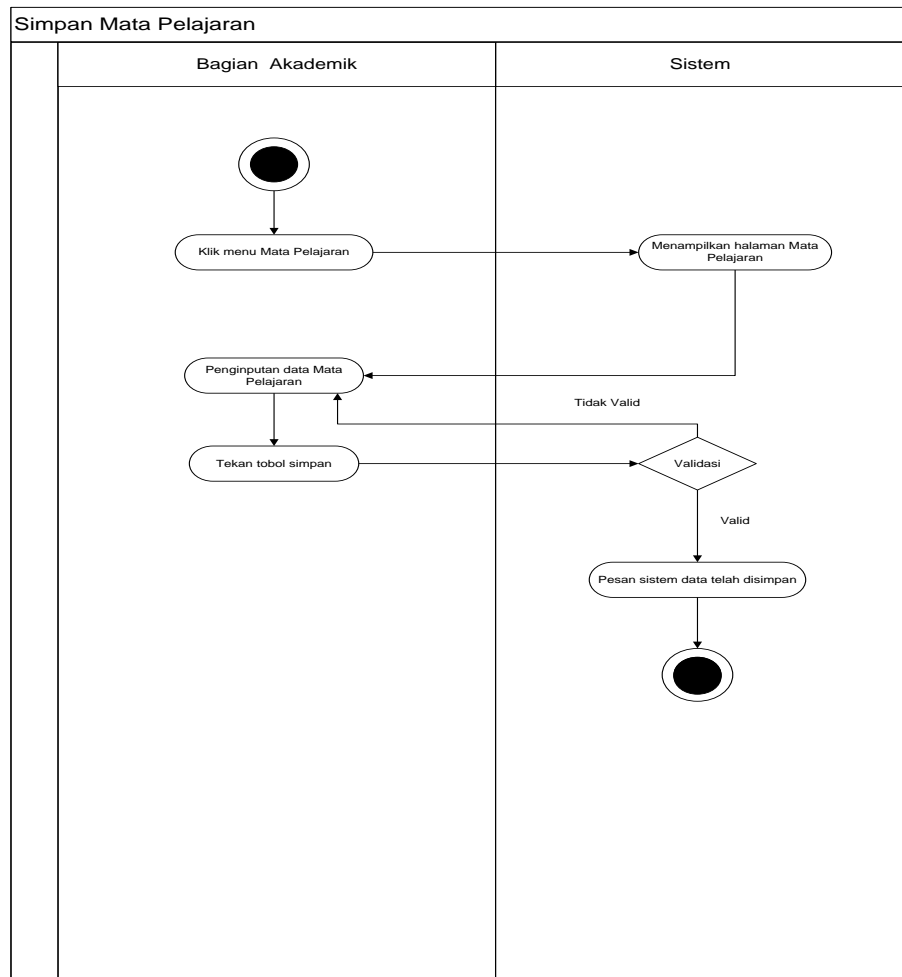 Simpan Mata Pelajaran
Bagian Akademik
Sistem
Klik menu Mata Pelajaran
Menampilkan halaman Mata
Pelajaran
Penginputan data Mata
Pelajaran
Tidak Valid
Tekan tobol simpan
Validasi
Valid
Pesan sistem data telah disimpan